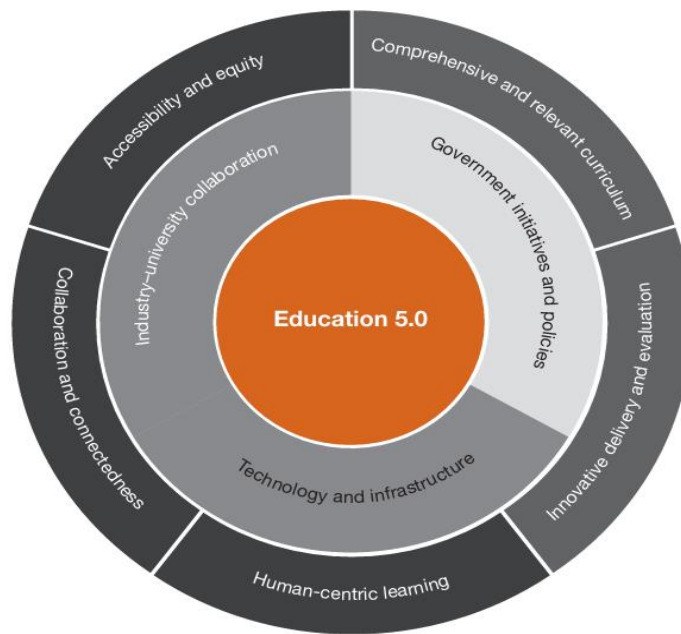 Accessibility and equity
Comprehensive and relevant curriculum
Industry–university collaboration
Government initiatives and policies
Education 5.0
Collaboration and connectedness
Innovative delivery and evaluation
Technology and infrastructure
Human-centric learning